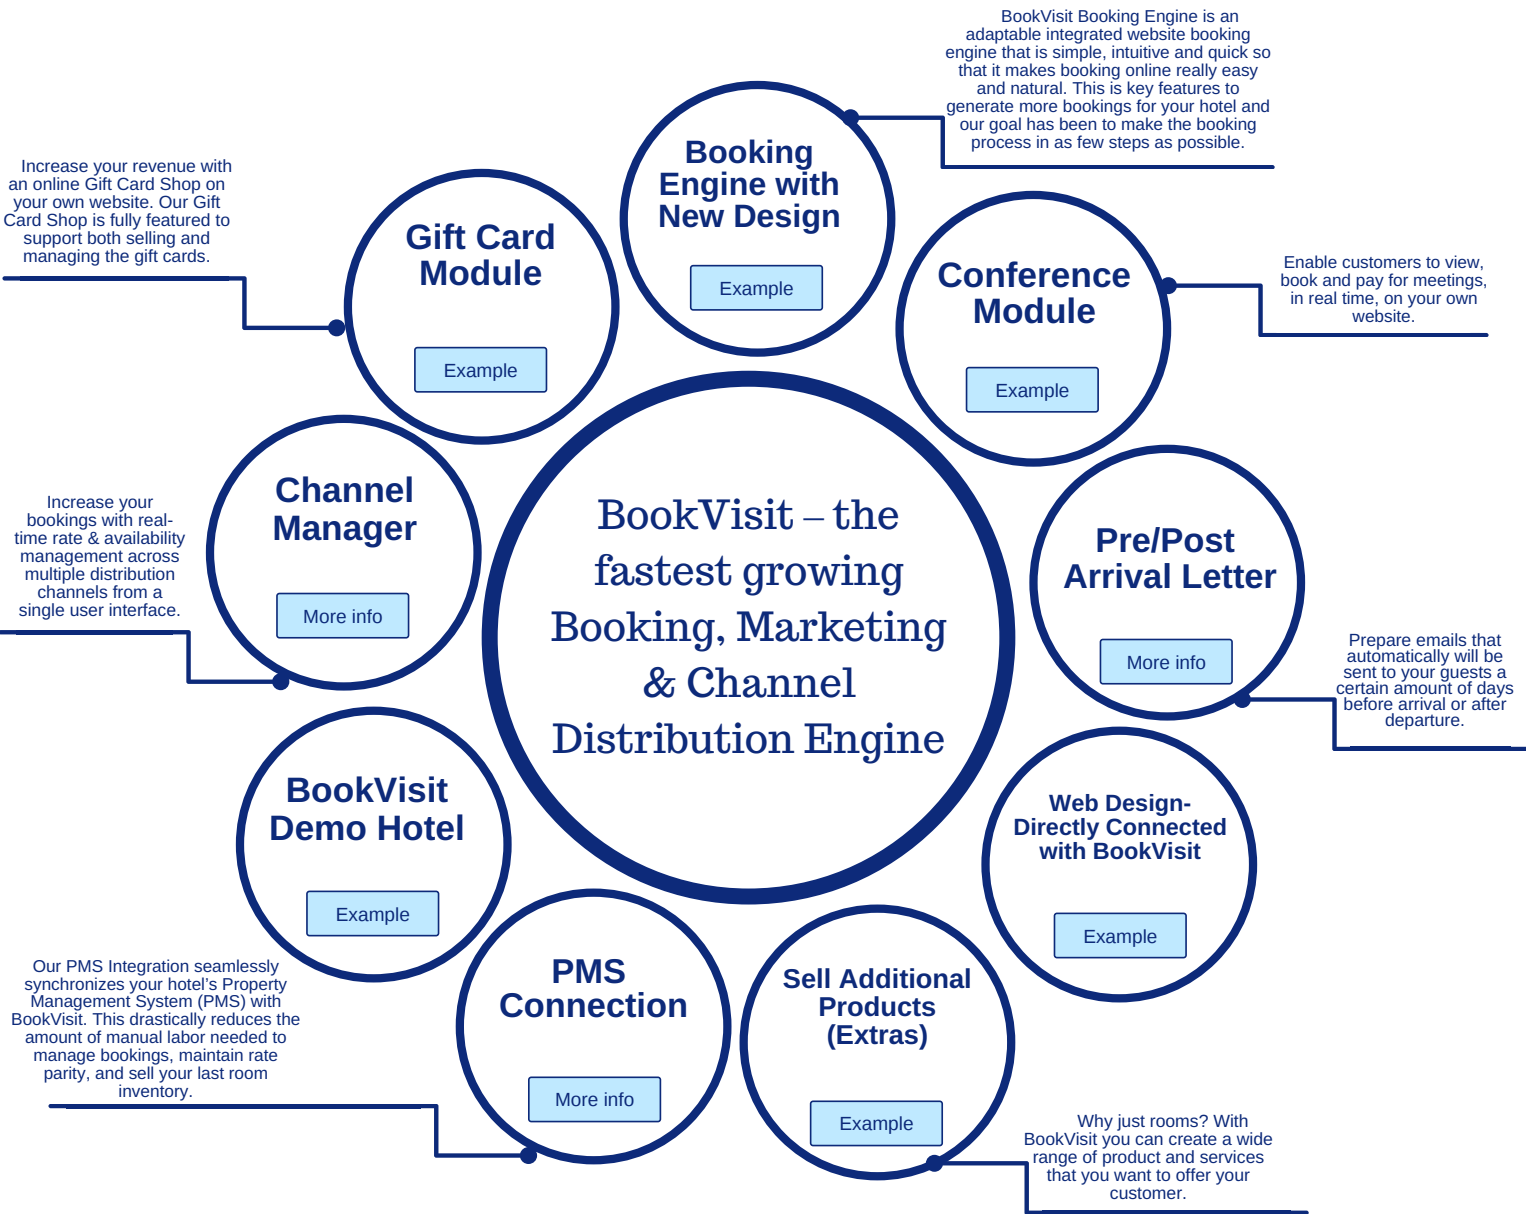 BookVisit Booking Engine is an
adaptable integrated website booking
engine that is simple, intuitive and quick so
that it makes booking online really easy
and natural. This is key features to
generate more bookings for your hotel and
our goal has been to make the booking
process in as few steps as possible.
Booking
Engine with
New Design
Example
Increase your revenue with
an online Gift Card Shop on
your own website. Our Gift
Card Shop is fully featured to
support both selling and
managing the gift cards.
Gift Card
Module
Example
Conference
Module
Example
Enable customers to view,
book and pay for meetings,
in real time, on your own
website.
Channel
Manager
More info
Increase your
bookings with real-
time rate & availability
management across
multiple distribution
channels from a
single user interface.
BookVisit – the
fastest growing
Booking, Marketing
& Channel
Distribution Engine
Pre/Post
Arrival Letter
More info
Prepare emails that
automatically will be
sent to your guests a
certain amount of days
before arrival or after
departure.
BookVisit
Demo Hotel
Example
Web Design-
Directly Connected
with BookVisit
Example
Our PMS Integration seamlessly
synchronizes your hotel's Property
Management System (PMS) with
BookVisit. This drastically reduces the
amount of manual labor needed to
manage bookings, maintain rate
parity, and sell your last room
inventory.
PMS
Connection
More info
Sell Additional
Products
(Extras)
Example
Why just rooms? With
BookVisit you can create a wide
range of product and services
that you want to offer your
customer.